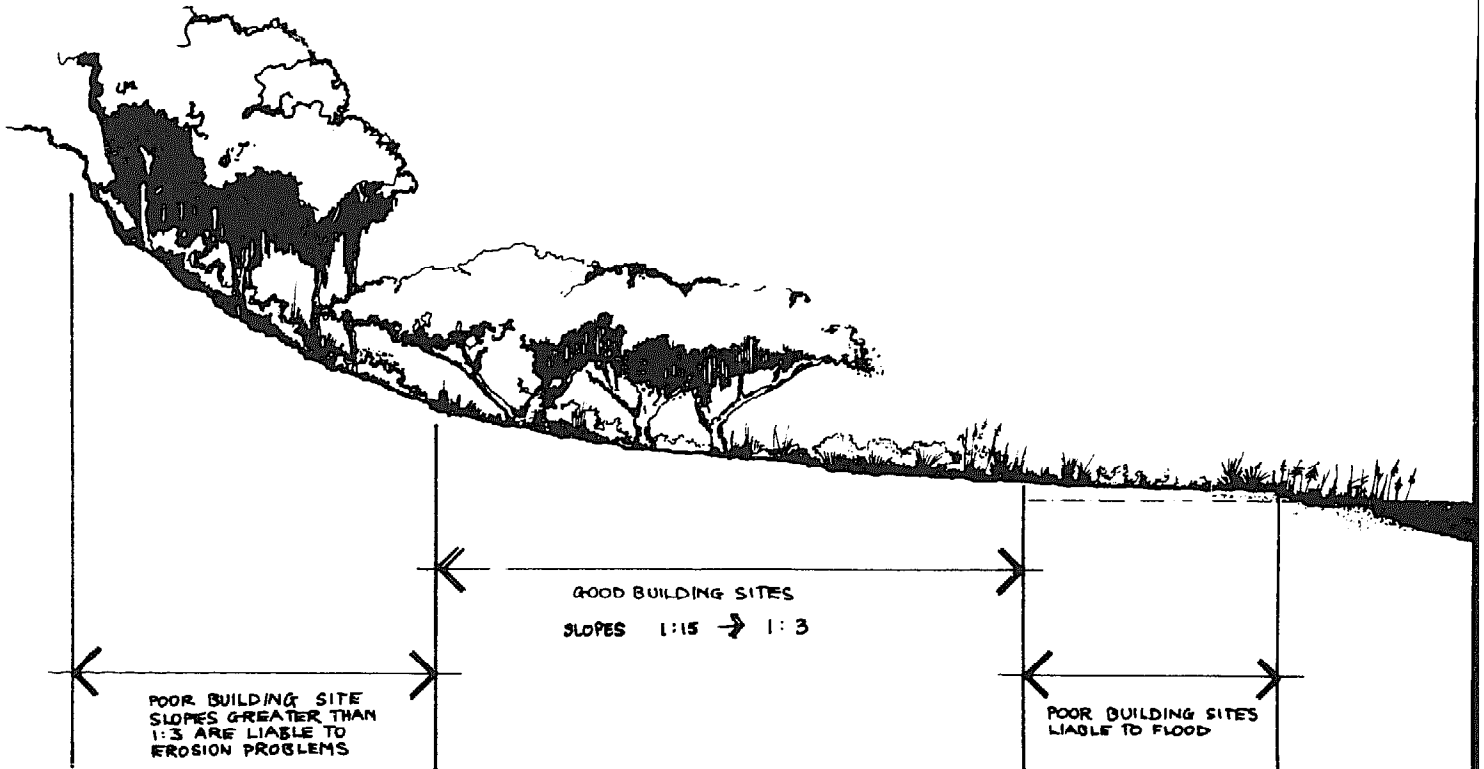 GOOD BUILDING SITES
SLOPES 1:15 → 1:3
POOR BUILDING SITE
SLOPES GREATER THAN
1:3 ARE LIABLE TO
EROSION PROBLEMS
POOR BUILDING SITES
LIABLE TO FLOOD